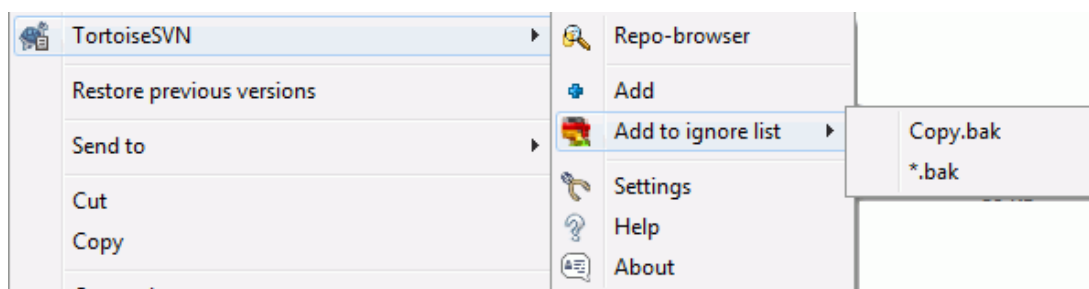 TortoiseSVN
Restore previous versions
Send to
Cut
Copy
Repo-browser
Add
Add to ignore list
Settings
Help
About
Copy.bak
*.bak